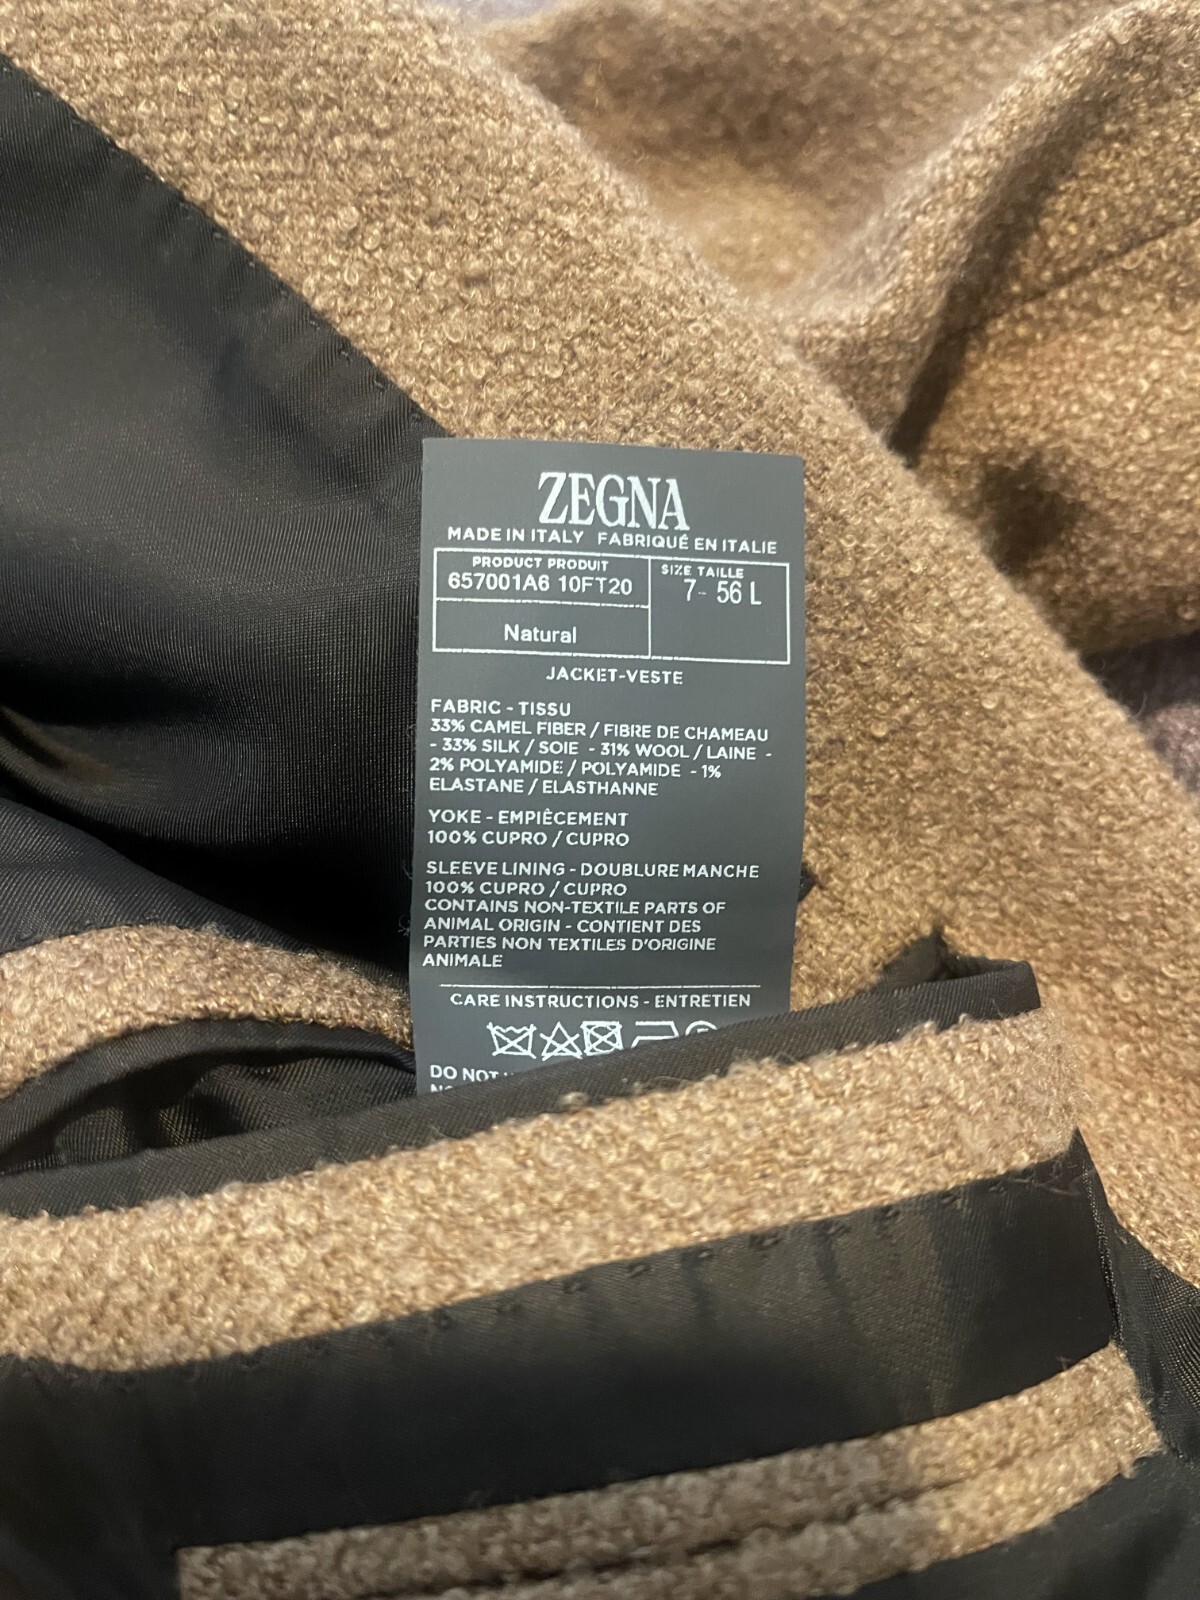 ZEGNA
MADE IN ITALY FABRIQUÉ EN ITALIE
PRODUCT PRODUIT
657001A6 10FT20
SIZE TAILLE
7- 56 L
Natural
JACKET-VESTE
FABRIC - TISSU
33% CAMEL FIBER / FIBRE DE CHAMEAU
- 33% SILK / SOIE - 31% WOOL / LAINE -
2% POLYAMIDE / POLYAMIDE - 1%
ELASTANE / ELASTHANNE
YOKE - EMPIÈCEMENT
100% CUPRO / CUPRO
SLEEVE LINING - DOUBLURE MANCHE
100% CUPRO / CUPRO
CONTAINS NON-TEXTILE PARTS OF
ANIMAL ORIGIN - CONTIENT DES
PARTIES NON TEXTILES D'ORIGINE
ANIMALE
CARE INSTRUCTIONS - ENTRETIEN
DO NOT